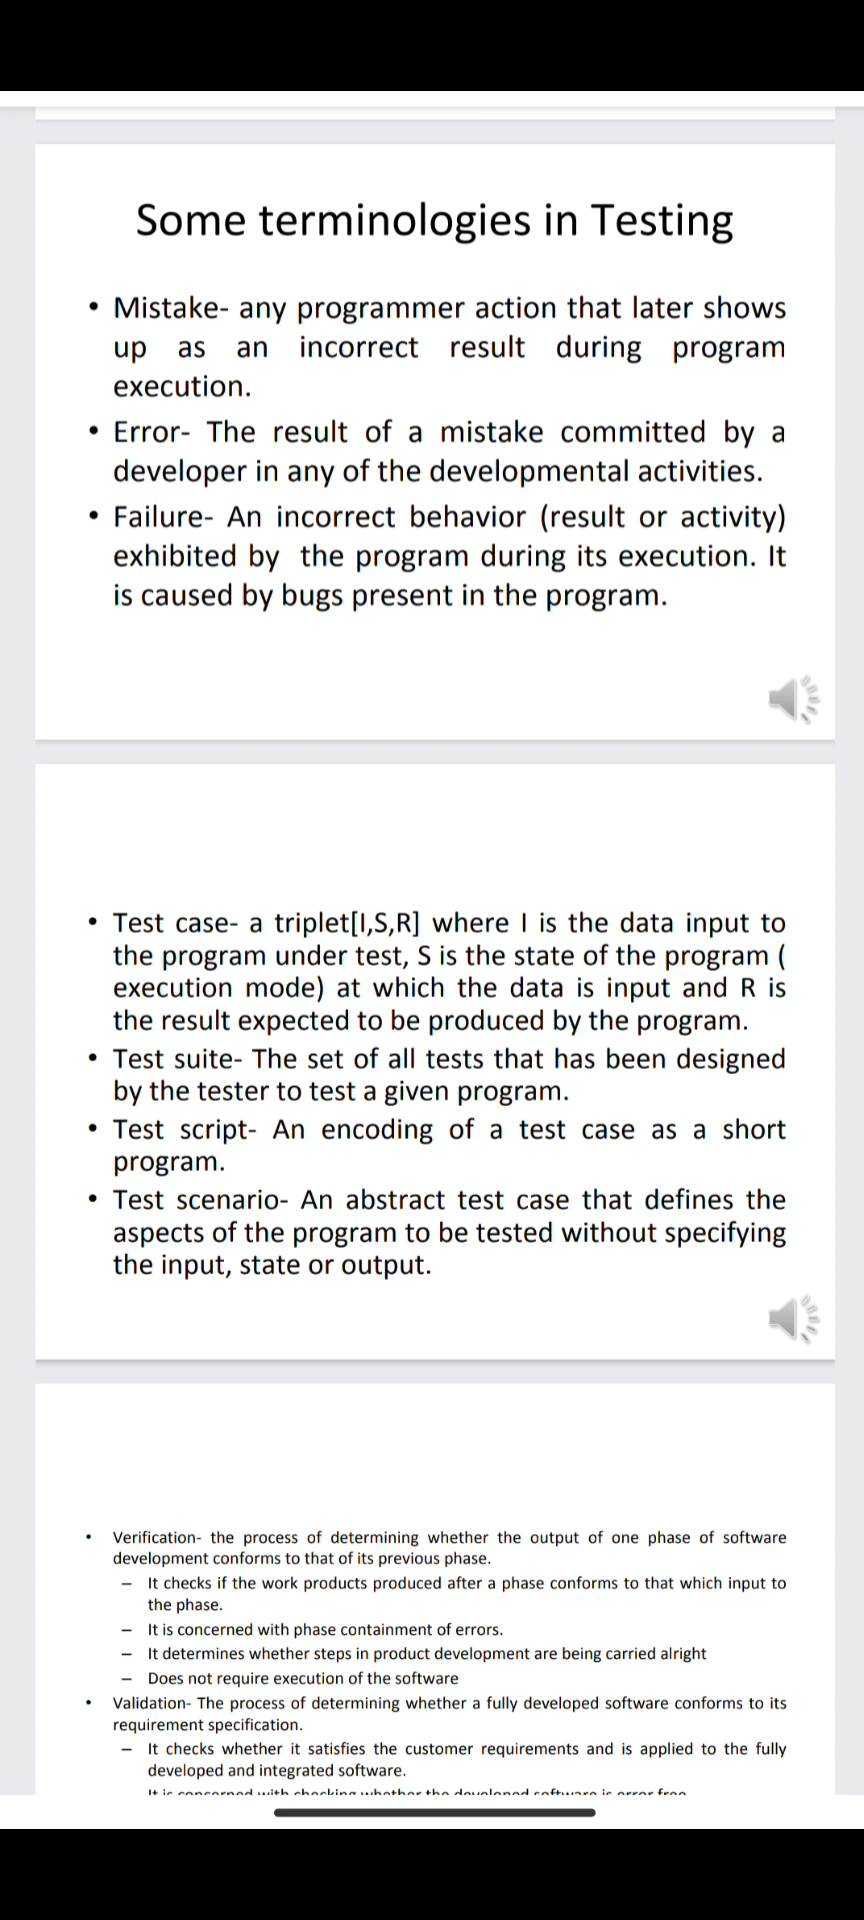 Some terminologies in Testing
• Mistake- any programmer action that later shows
up as an incorrect result during program
execution.
• Error- The result of a mistake committed by a
developer in any of the developmental activities.
• Failure- An incorrect behavior (result or activity)
exhibited by the program during its execution. It
is caused by bugs present in the program.
• Test case- a triplet[I,S,R] where I is the data input to
the program under test, S is the state of the program (
execution mode) at which the data is input and R is
the result expected to be produced by the program.
• Test suite- The set of all tests that has been designed
by the tester to test a given program.
• Test script- An encoding of a test case as a short
program.
• Test scenario- An abstract test case that defines the
aspects of the program to be tested without specifying
the input, state or output.
• Verification- the process of determining whether the output of one phase of software
development conforms to that of its previous phase.
– It checks if the work products produced after a phase conforms to that which input to
the phase.
– It is concerned with phase containment of errors.
– It determines whether steps in product development are being carried alright
– Does not require execution of the software
• Validation- The process of determining whether a fully developed software conforms to its
requirement specification.
– It checks whether it satisfies the customer requirements and is applied to the fully
developed and integrated software.
It is concerned with checking whether the developed software is error free